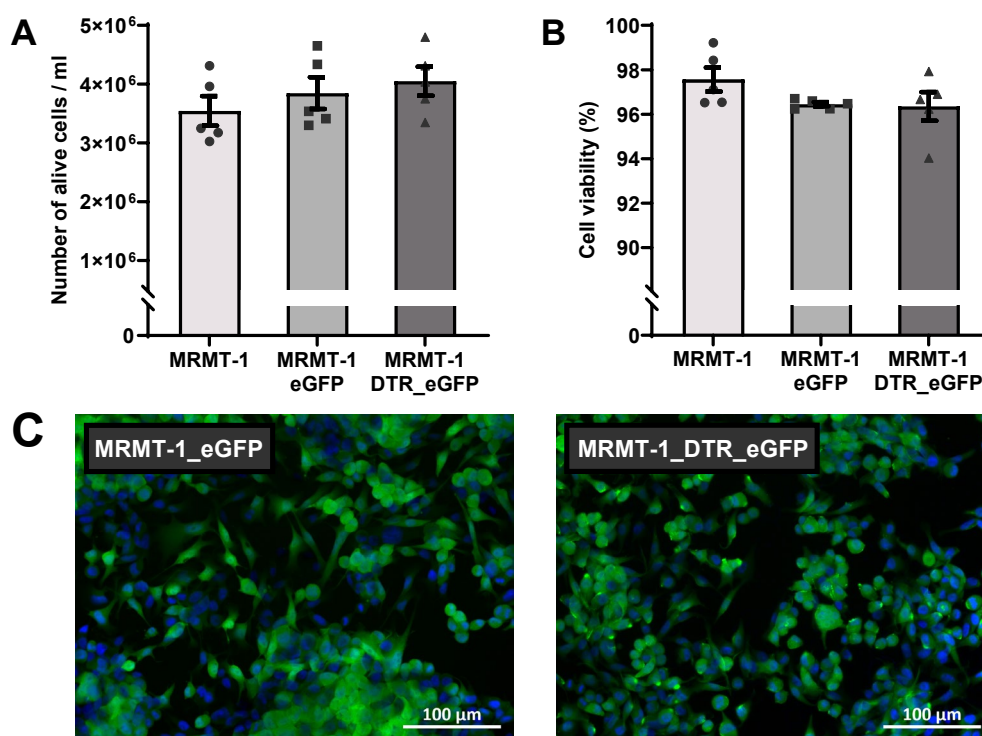 A
Number of alive cells / ml
5×10⁶
4×10⁶
3×10⁶
2×10⁶
1×10⁶
0
MRMT-1
MRMT-1
eGFP
MRMT-1
DTR_eGFP
B
Cell viability (%)
100
98
96
94
92
90
0
MRMT-1
MRMT-1
eGFP
MRMT-1
DTR_eGFP
C
MRMT-1_eGFP
100 µm
MRMT-1_DTR_eGFP
100 µm